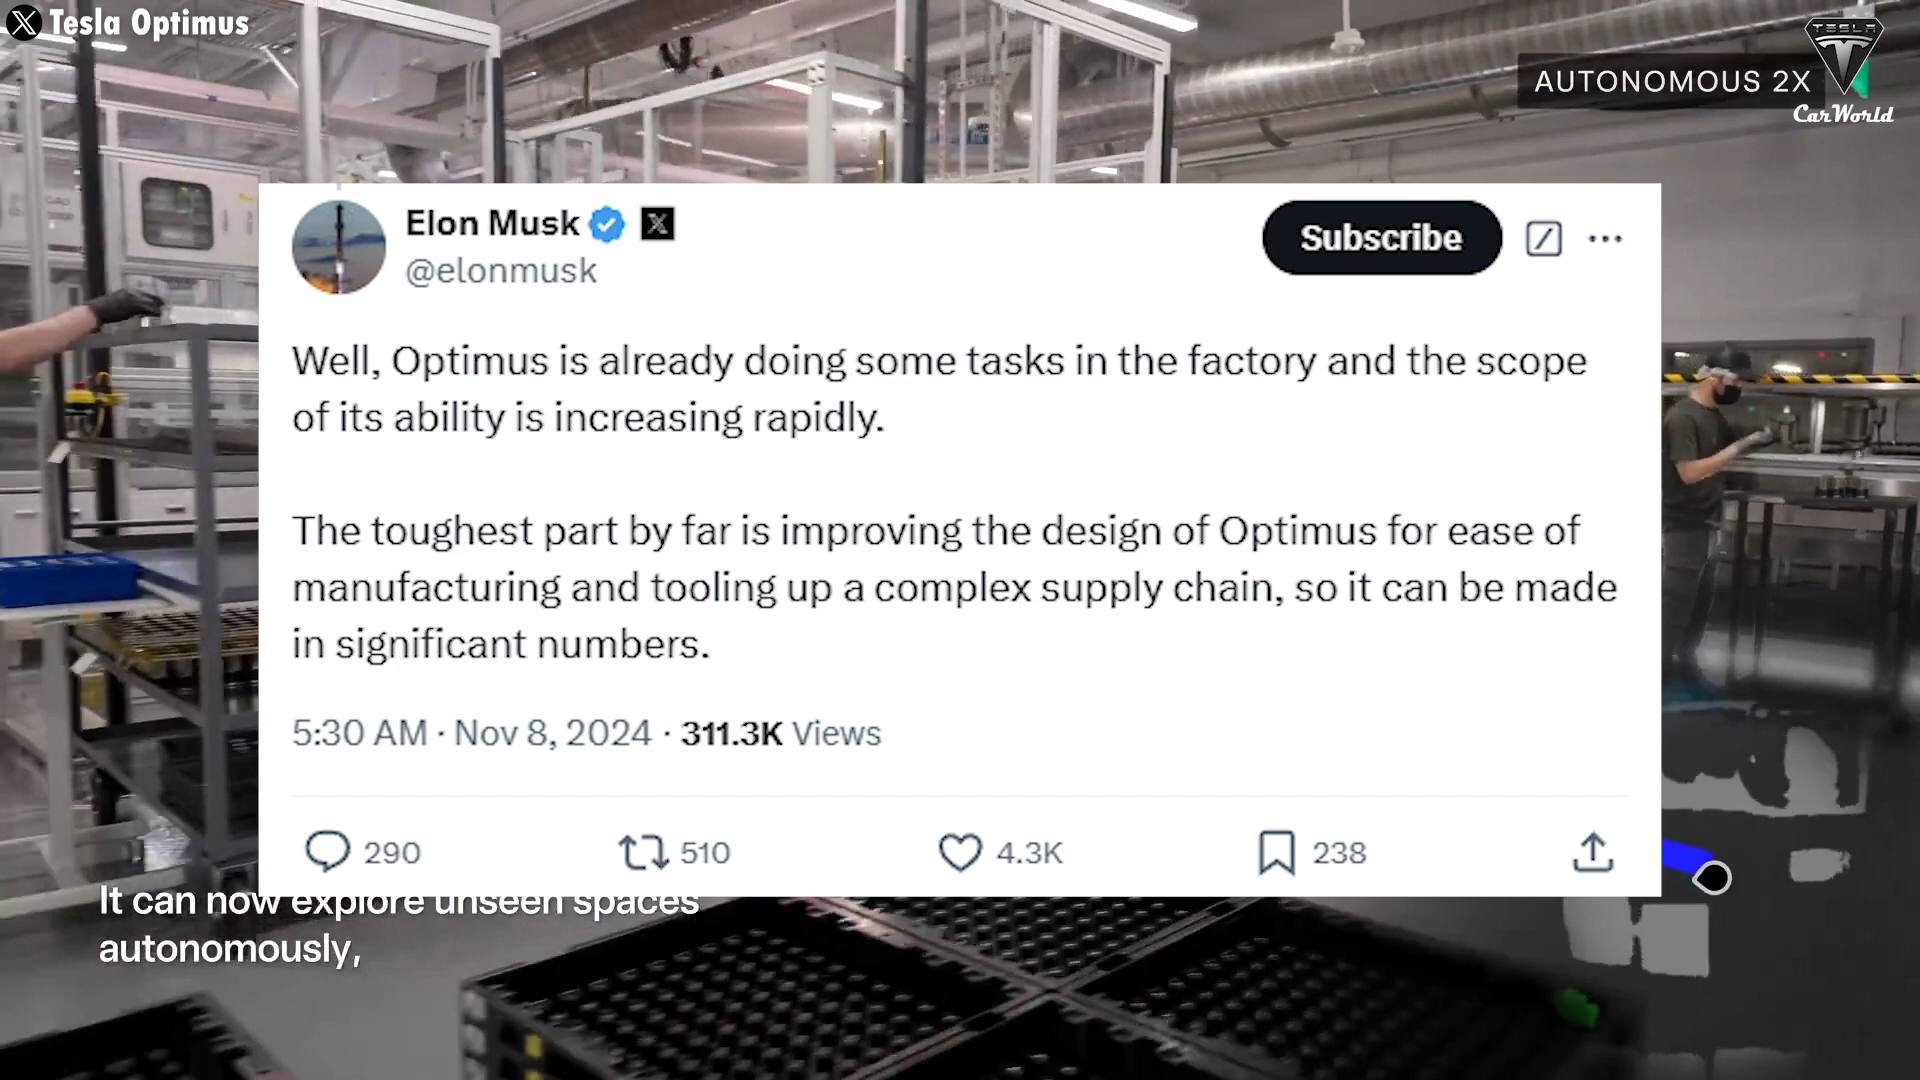 Tesla Optimus
AUTONOMOUS 2X
TESLA
CarWorld
Elon Musk
@elonmusk
Subscribe
Well, Optimus is already doing some tasks in the factory and the scope
of its ability is increasing rapidly.
The toughest part by far is improving the design of Optimus for ease of
manufacturing and tooling up a complex supply chain, so it can be made
in significant numbers.
5:30 AM · Nov 8, 2024 · 311.3K Views
290 510 4.3K 238
It can now explore unseen spaces
autonomously,